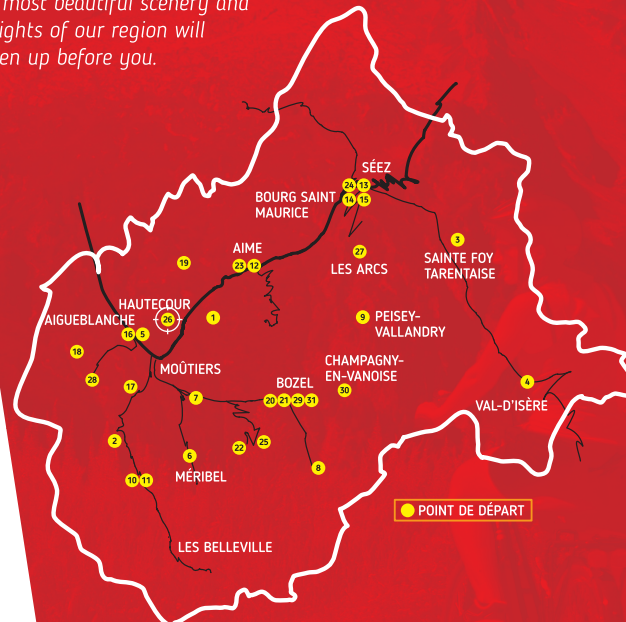 most beautiful scenery and
ights of our region will
en up before you.
SÉEZ
24 13
BOURG SAINT
MAURICE
14 15
3
SAINTE FOY
TARENTAISE
AIME
23 12
27
LES ARCS
19
HAUTECOUR
26
1
9
PEISEY-
VALLANDRY
AIGUEBLANCHE
16 5
18
MOÛTIERS
28
17
CHAMPAGNY-
EN-VANOISE
30
BOZEL
20 21 29 31
7
4
VAL-D'ISÈRE
2
22
25
6
MÉRIBEL
8
10 11
POINT DE DÉPART
LES BELLEVILLE